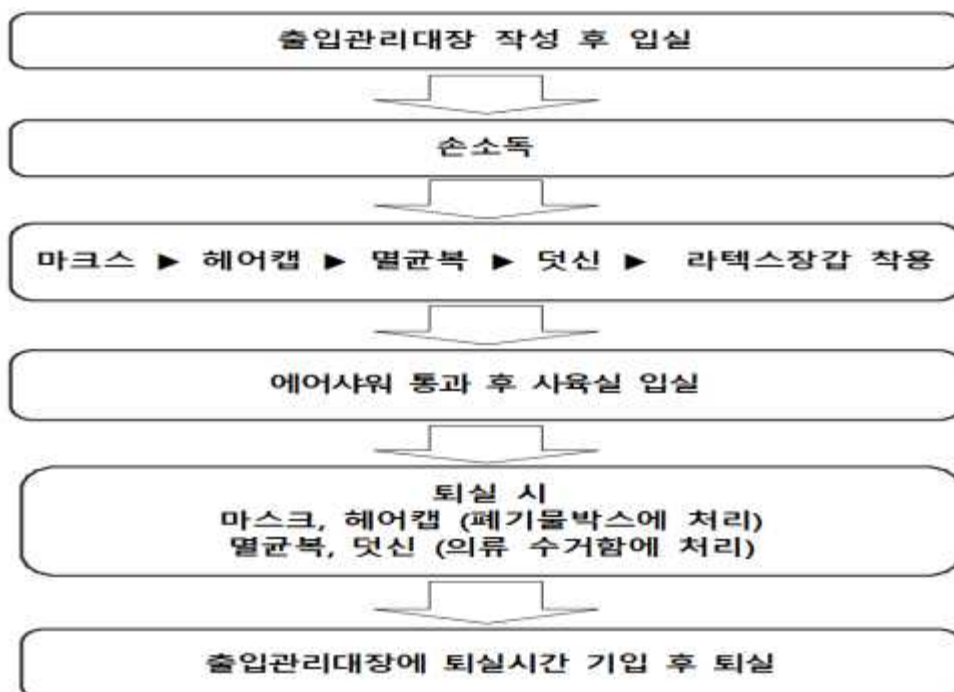 출입관리대장 작성 후 입실
손소독
마크스 ▶ 헤어캡 ▶ 멸균복 ▶ 덧신 ▶ 라텍스장갑 착용
에어샤워 통과 후 사육실 입실
퇴실 시
마스크, 헤어캡 (폐기물박스에 처리)
멸균복, 덧신 (의류 수거함에 처리)
출입관리대장에 퇴실시간 기입 후 퇴실